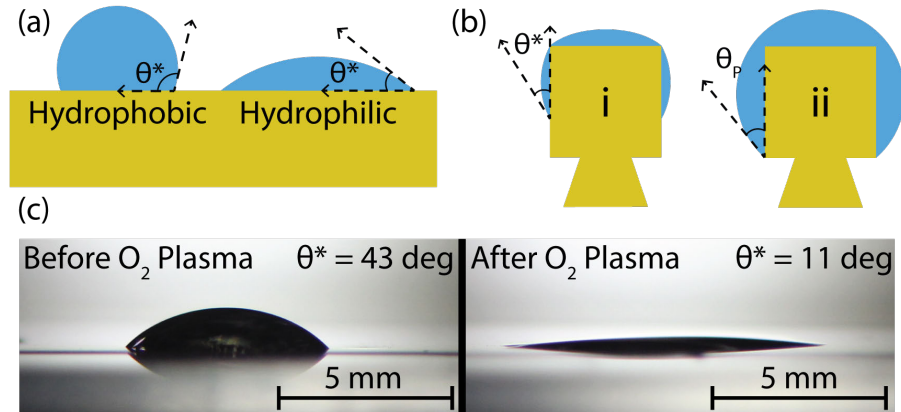 (a)
θ*
θ*
Hydrophobic
Hydrophilic
(b)
θ*
i
θP
ii
(c)
Before O2 Plasma
θ* = 43 deg
5 mm
After O2 Plasma
θ* = 11 deg
5 mm